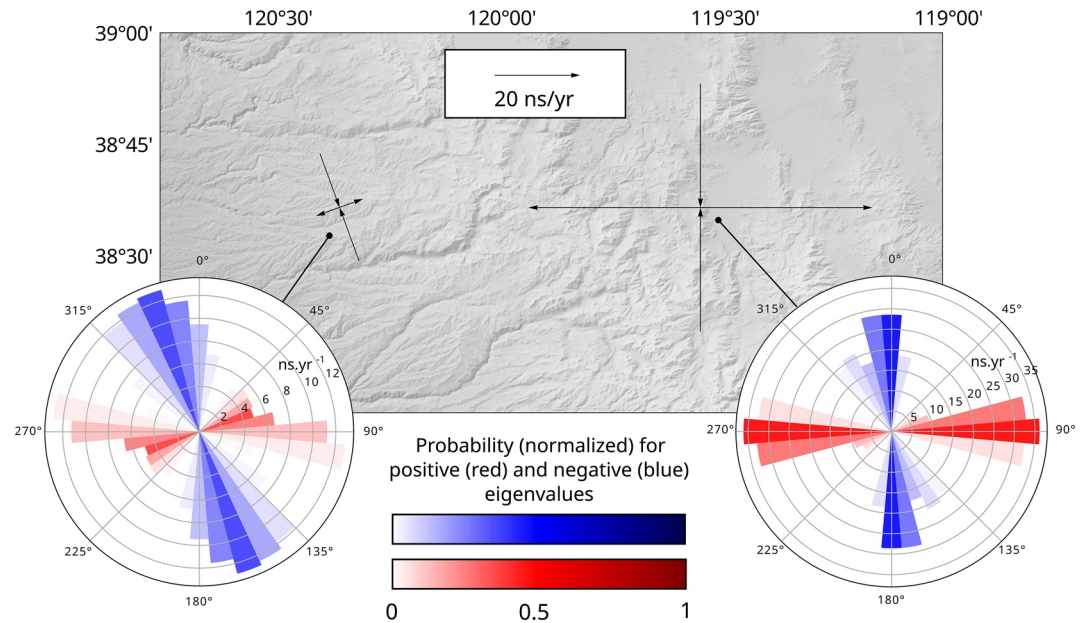 120°30' 120°00' 119°30' 119°00'
39°00'
20 ns/yr
38°45'
38°30'
0° 0°
315° 45° 315° 45°
ns.yr -1 ns.yr -1
2 4 6 8 10 12 5 10 15 20 25 30 35
270° 90° 270° 90°
Probability (normalized) for
positive (red) and negative (blue)
eigenvalues
225° 135° 225° 135°
180° 180°
0 0.5 1